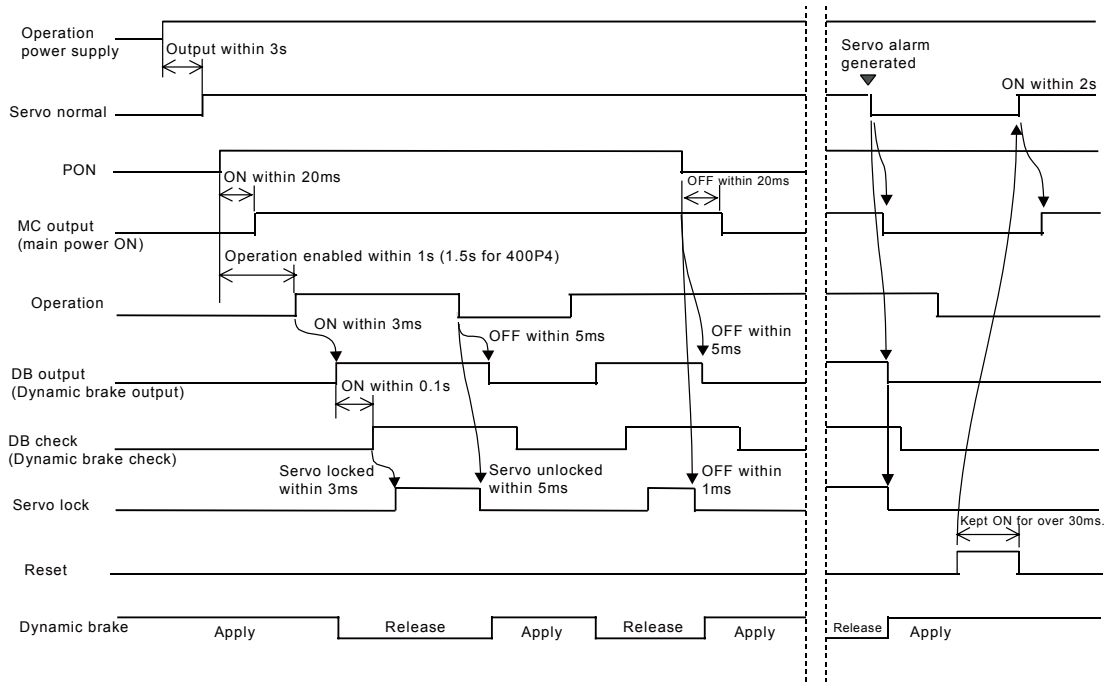 Operation
power supply
Output within 3s
Servo alarm
generated
ON within 2s
Servo normal
PON
ON within 20ms
OFF within 20ms
MC output
(main power ON)
Operation enabled within 1s (1.5s for 400P4)
Operation
ON within 3ms
OFF within 5ms
OFF within
5ms
DB output
(Dynamic brake output)
ON within 0.1s
DB check
(Dynamic brake check)
Servo locked
within 3ms
Servo unlocked
within 5ms
OFF within
1ms
Servo lock
Kept ON for over 30ms.
Reset
Dynamic brake
Apply
Release
Apply
Release
Apply
Release
Apply